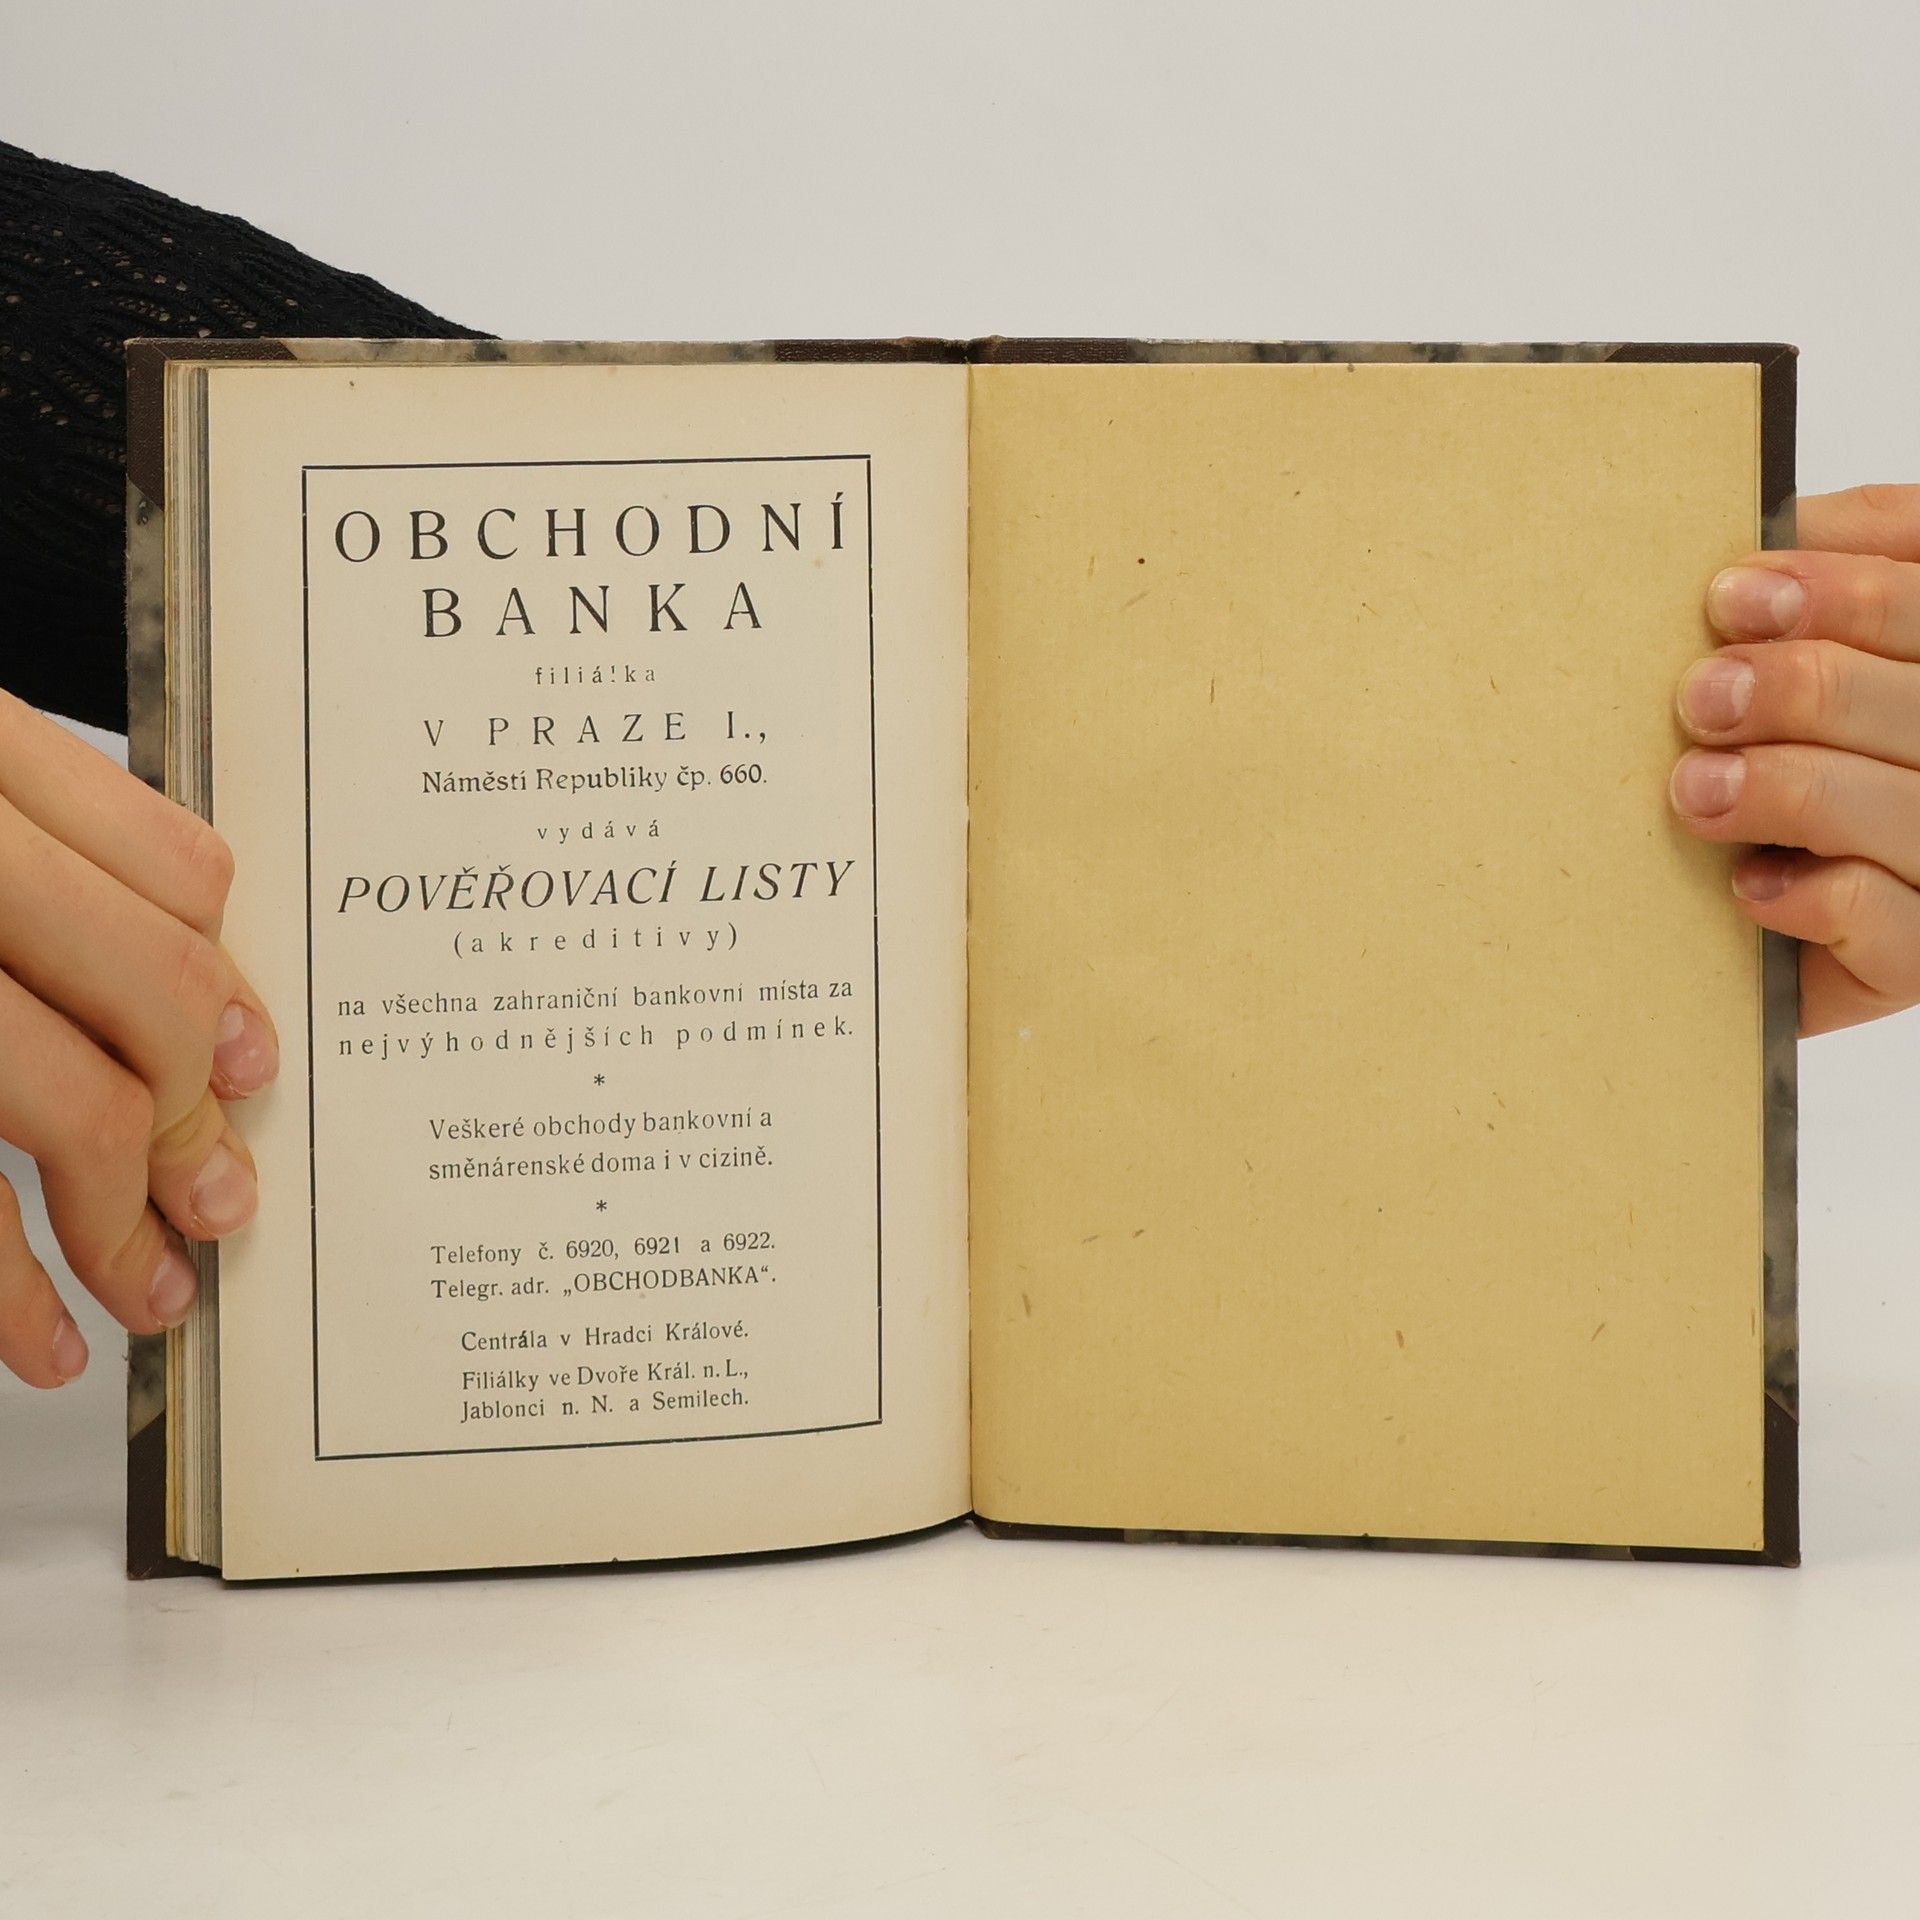 OBCHODNÍ
BANKA
filiá!ka
V PRAZE I.,
Náměstí Republiky čp. 660.
vydává
POVĚŘOVACÍ LISTY
(akreditivy)
na všechna zahraniční bankovní místa za
nejvýhodnějších podmínek.
*
Veškeré obchody bankovní a
směnárenské doma i v cizině.
*
Telefony č. 6920, 6921 a 6922.
Telegr. adr. „OBCHODBANKA“.
Centrála v Hradci Králové.
Filiálky ve Dvoře Král. n. L.,
Jablonci n. N. a Semilech.